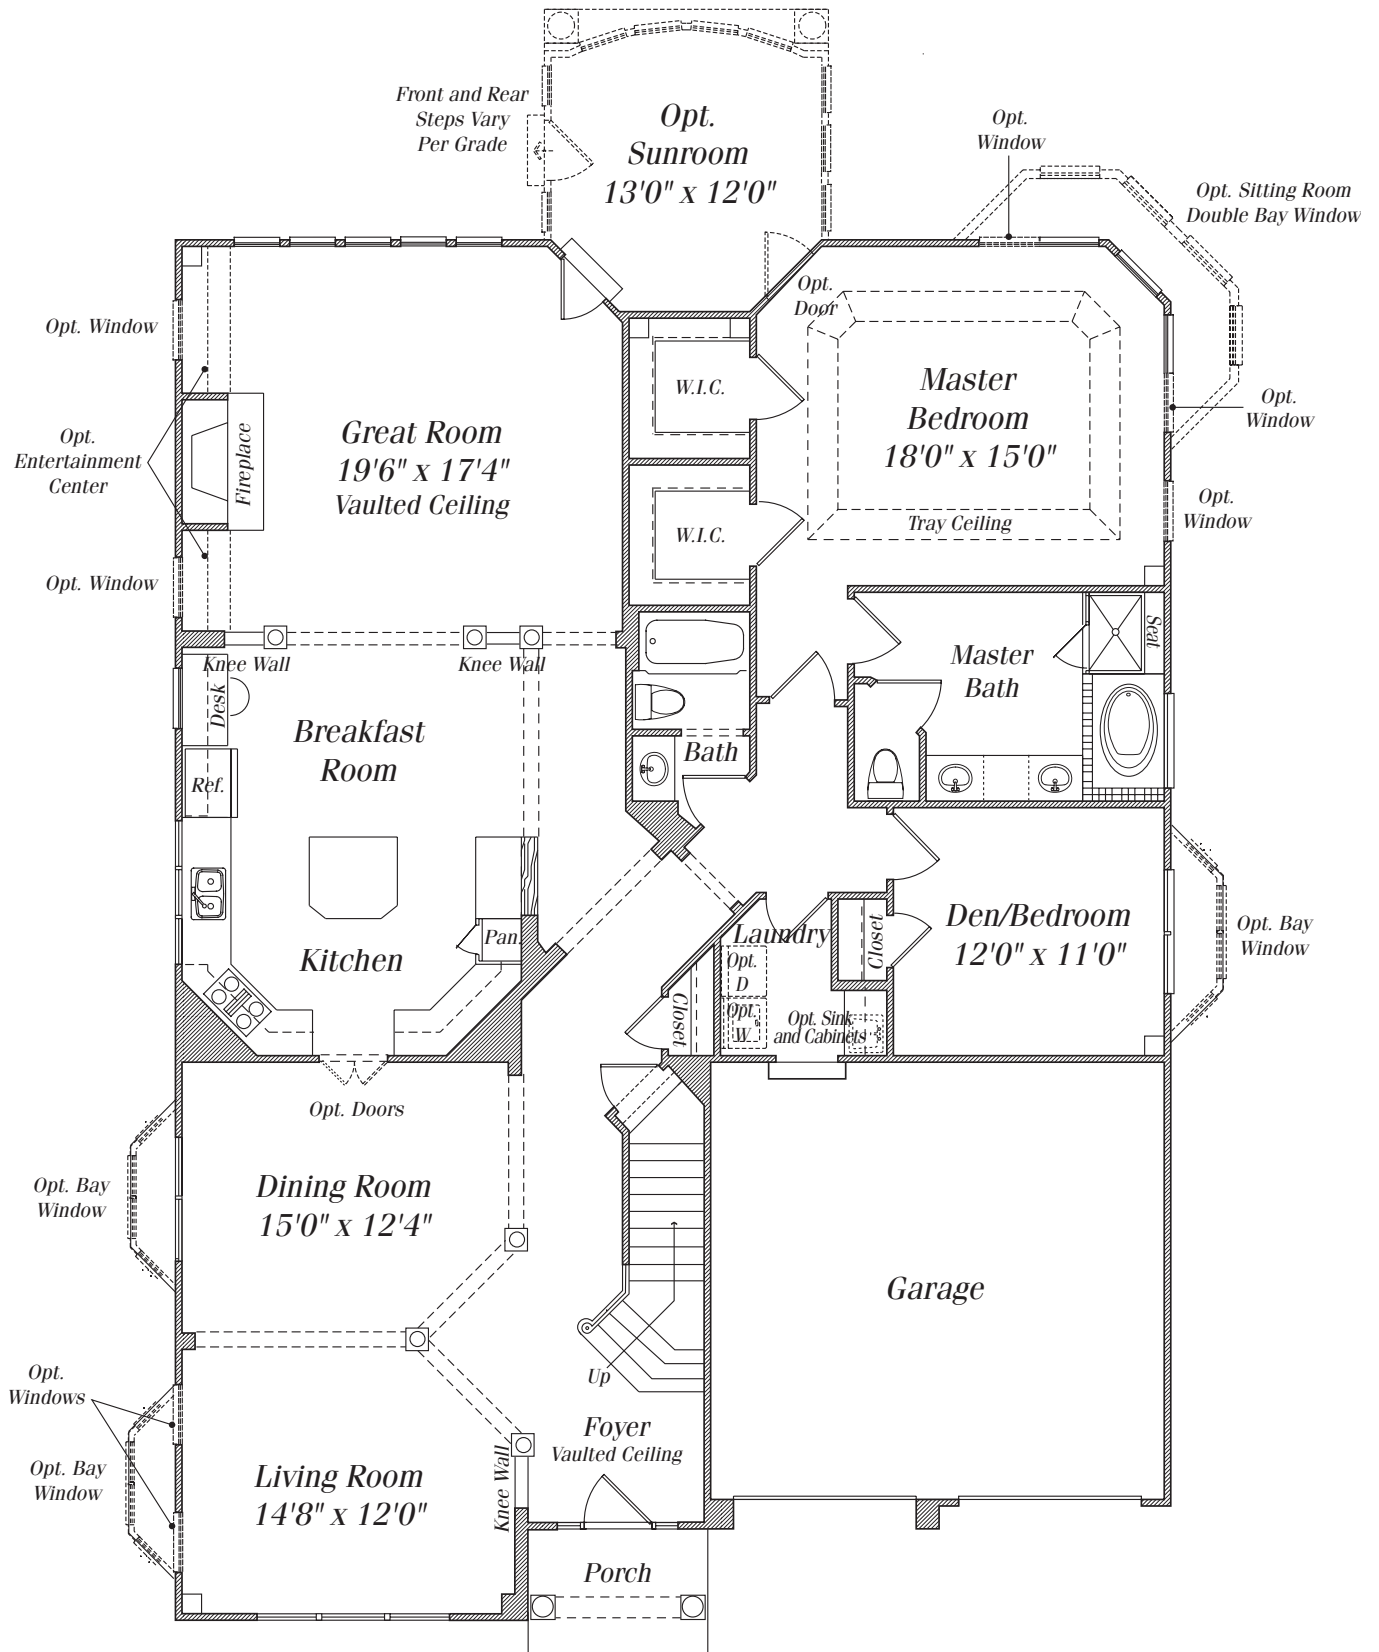 Front and Rear
Steps Vary
Per Grade
Opt.
Sunroom
13'0" x 12'0"
Opt.
Window
Opt. Sitting Room
Double Bay Window
Opt. Window
Opt.
Door
W.I.C.
Master
Bedroom
18'0" x 15'0"
Opt.
Window
Opt.
Entertainment
Center
Fireplace
Great Room
19'6" x 17'4"
Vaulted Ceiling
W.I.C.
Tray Ceiling
Opt.
Window
Opt. Window
Knee Wall
Knee Wall
Desk
Master
Bath
Seat
Breakfast
Room
Bath
Ref.
Kitchen
Pan.
Laundry
Closet
Den/Bedroom
12'0" x 11'0"
Opt. Bay
Window
Opt.
D
Opt.
W
Closet
Opt. Sink
and Cabinets
Opt. Doors
Opt. Bay
Window
Dining Room
15'0" x 12'4"
Garage
Opt.
Windows
Up
Foyer
Vaulted Ceiling
Opt. Bay
Window
Living Room
14'8" x 12'0"
Knee Wall
Porch